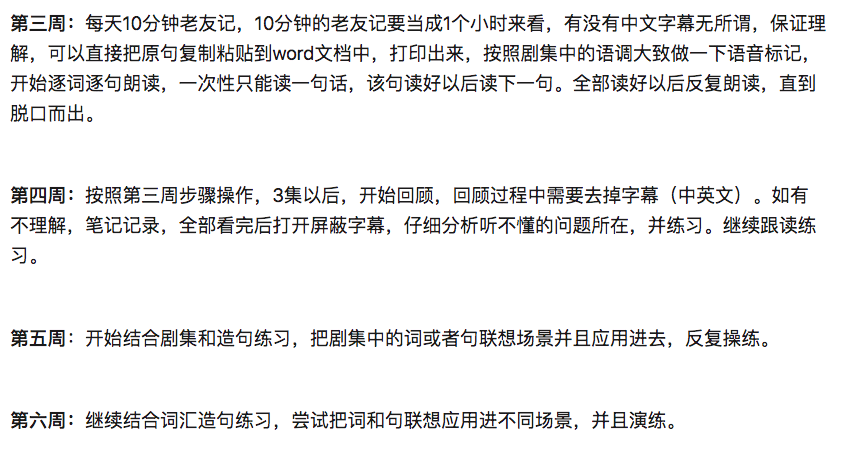 第三周：每天10分钟老友记，10分钟的老友记要当成1个小时来看，有没有中文字幕无所谓，保证理
解，可以直接把原句复制粘贴到word文档中，打印出来，按照剧集中的语调大致做一下语音标记，
开始逐词逐句朗读，一次性只能读一句话，该句读好以后读下一句。全部读好以后反复朗读，直到
脱口而出。
第四周：按照第三周步骤操作，3集以后，开始回顾，回顾过程中需要去掉字幕（中英文）。如有
不理解，笔记记录，全部看完后打开屏蔽字幕，仔细分析听不懂的问题所在，并练习。继续跟读练
习。
第五周：开始结合剧集和造句练习，把剧集中的词或者句联想场景并且应用进去，反复操练。
第六周：继续结合词汇造句练习，尝试把词和句联想应用进不同场景，并且演练。